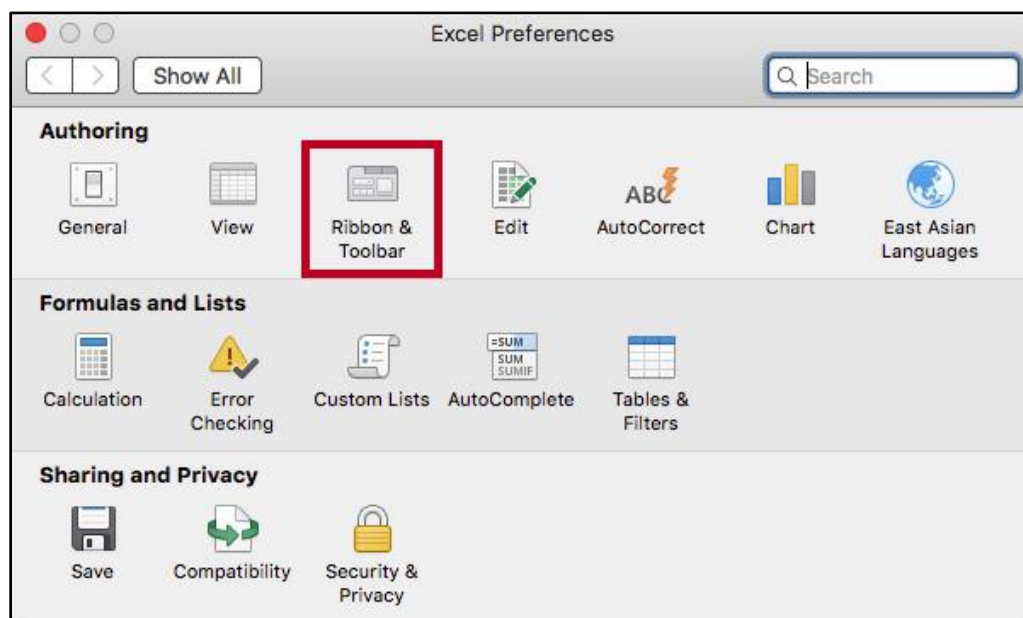 Excel Preferences
< > Show All Search
Authoring
General View Ribbon & Toolbar Edit ABC AutoCorrect Chart East Asian Languages
Formulas and Lists
=SUM
SUM
SUMIF
Calculation Error Checking Custom Lists AutoComplete Tables & Filters
Sharing and Privacy
Save Compatibility Security & Privacy